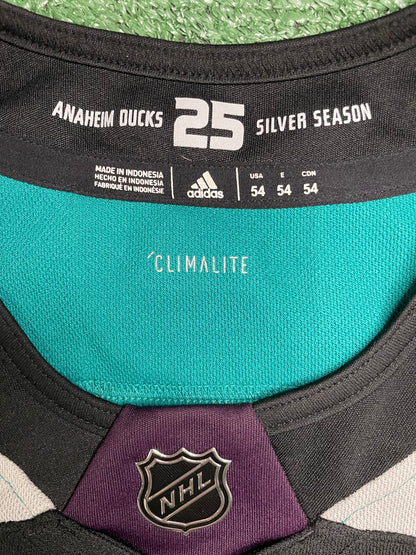 ANAHEIM DUCKS 25 SILVER SEASON
MADE IN INDONESIA
HECHO EN INDONESIA
FABRIQUÉ EN INDONÉSIE
adidas
USA E CDN
54 54 54
CLIMALITE
NHL